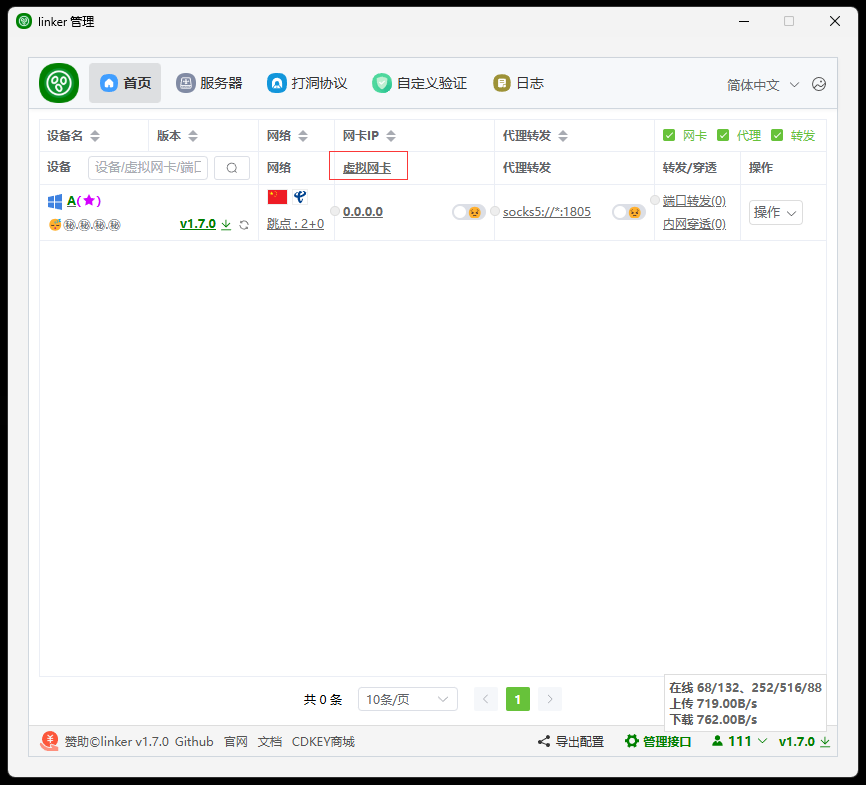 linker 管理
首页 服务器 打洞协议 自定义验证 日志 简体中文
设备名 版本 网络 网卡IP 代理转发 网卡 代理 转发
设备 设备/虚拟网卡/端口 网络 虚拟网卡 代理转发 转发/穿透 操作
A(★) 0.0.0.0 socks5://*:1805 端口转发(0) 操作
㊙.㊙.㊙.㊙ v1.7.0 跳点 : 2+0 内网穿透(0)
共 0 条 10条/页 1
在线 68/132、252/516/88
上传 719.00B/s
下载 762.00B/s
赞助©linker v1.7.0 Github 官网 文档 CDKEY商城 导出配置 管理接口 111 v1.7.0